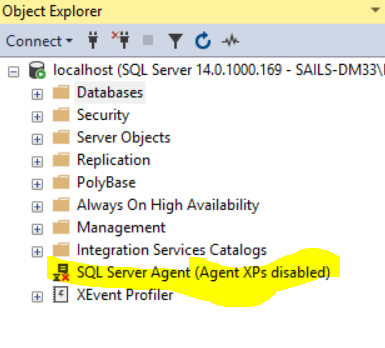 Object Explorer
Connect
localhost (SQL Server 14.0.1000.169 - SAILS-DM33\
Databases
Security
Server Objects
Replication
PolyBase
Always On High Availability
Management
Integration Services Catalogs
SQL Server Agent (Agent XPs disabled)
XEvent Profiler